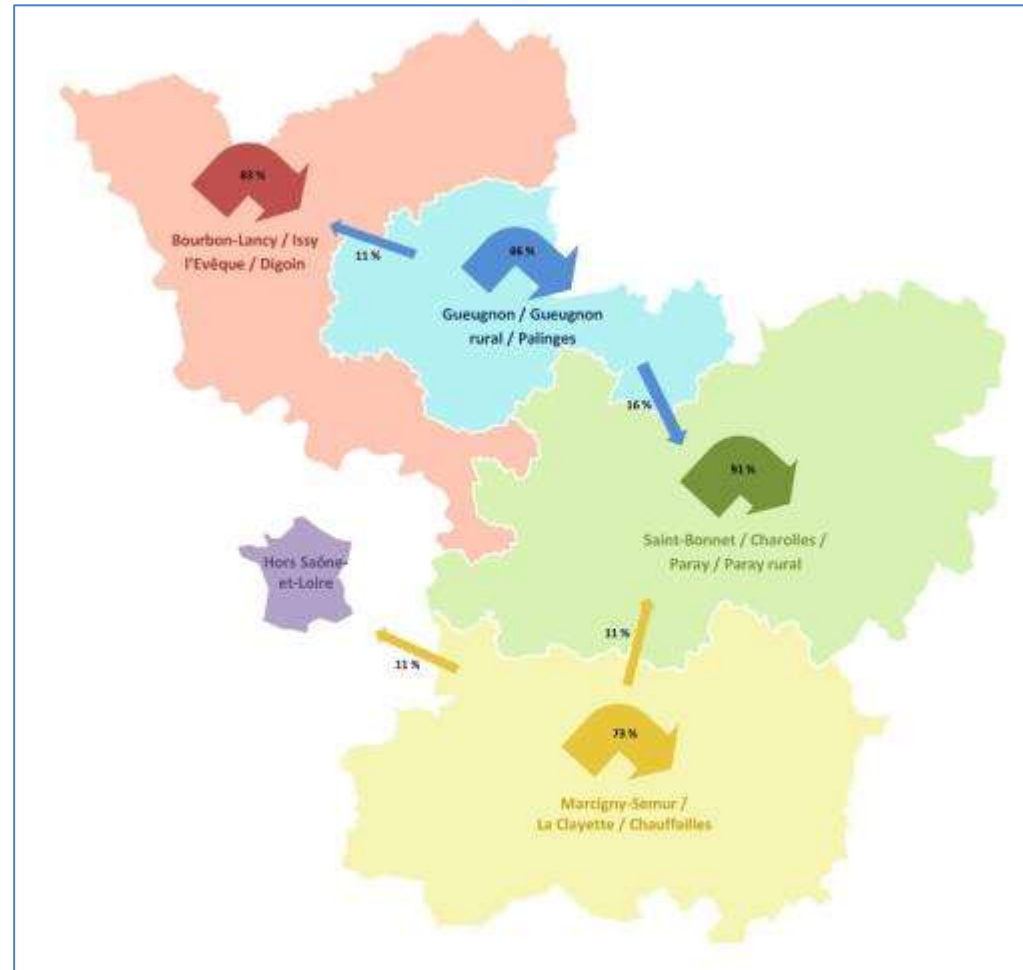 83 %
Bourbon-Lancy / Issy
l'Evêque / Digoin
11 %
66 %
Gueugnon / Gueugnon
rural / Palinges
16 %
91 %
Saint-Bonnet / Charolles /
Paray / Paray rural
Hors Saône-
et-Loire
11 %
11 %
73 %
Marcigny-Semur /
La Clayette / Chauffailles